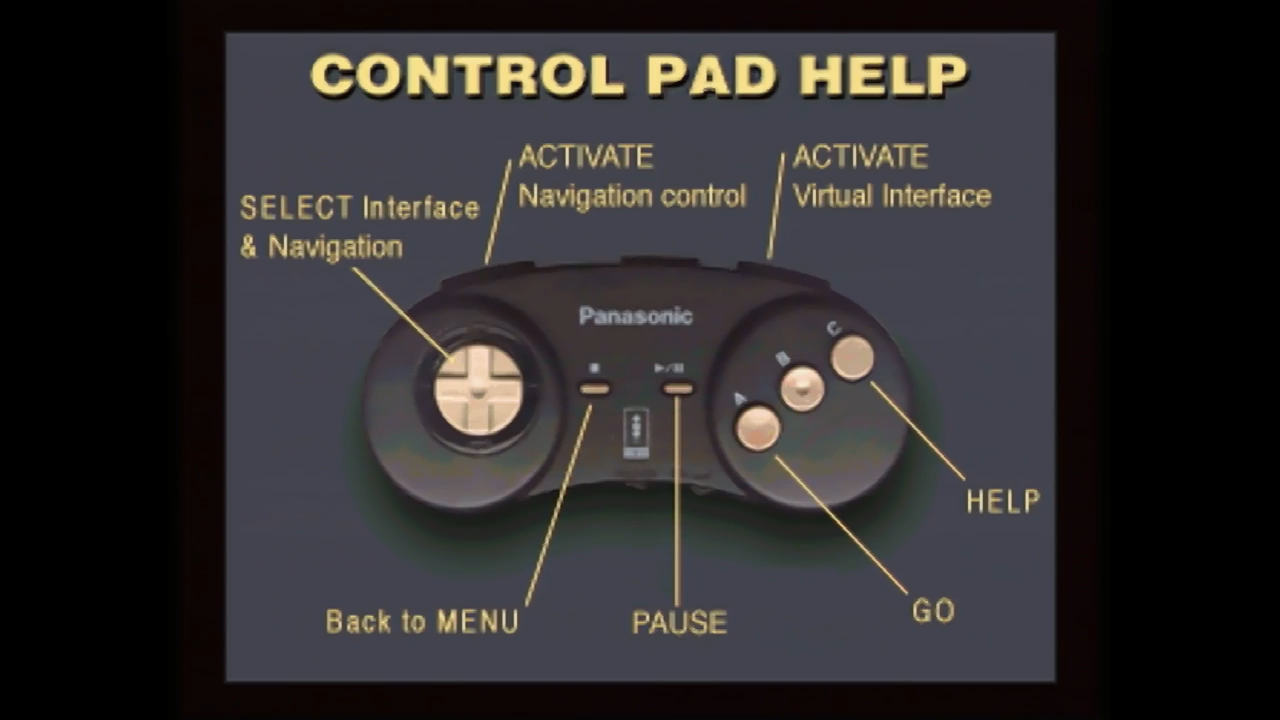 CONTROL PAD HELP
ACTIVATE
Navigation control
ACTIVATE
Virtual Interface
SELECT Interface
& Navigation
Panasonic
C
B
A
HELP
GO
Back to MENU
PAUSE